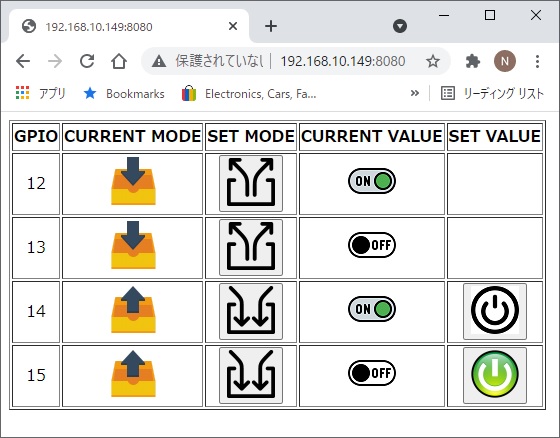 192.168.10.149:8080
保護されていない
192.168.10.149:8080
N
アプリ
Bookmarks
Electronics, Cars, Fa...
»
リーディング リスト
GPIO CURRENT MODE SET MODE CURRENT VALUE SET VALUE
12 ON
13 OFF
14 ON
15 OFF